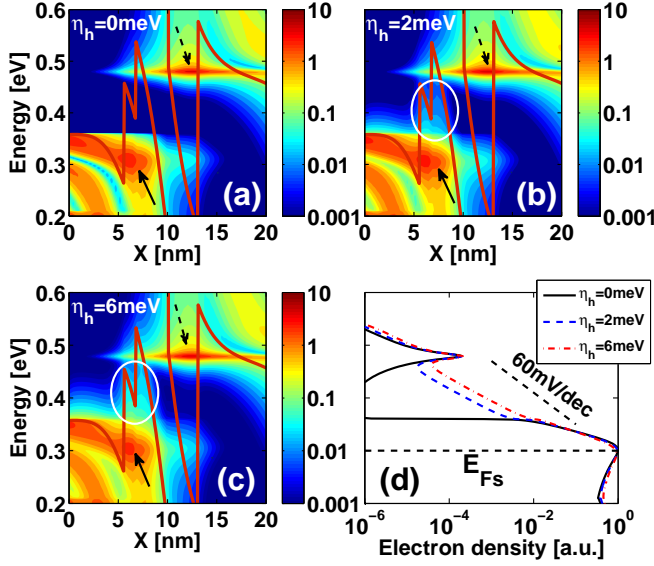 η_h=0meV
(a)
Energy [eV]
0.6
0.5
0.4
0.3
0.2
0 5 10 15 20
X [nm]
10
1
0.1
0.01
0.001
η_h=2meV
(b)
0.6
0.5
0.4
0.3
0.2
0 5 10 15 20
X [nm]
10
1
0.1
0.01
0.001
η_h=6meV
(c)
Energy [eV]
0.6
0.5
0.4
0.3
0.2
0 5 10 15 20
X [nm]
10
1
0.1
0.01
0.001
η_h=0meV
η_h=2meV
η_h=6meV
60mV/dec
E_Fs
(d)
10^-6 10^-4 10^-2 10^0
Electron density [a.u.]